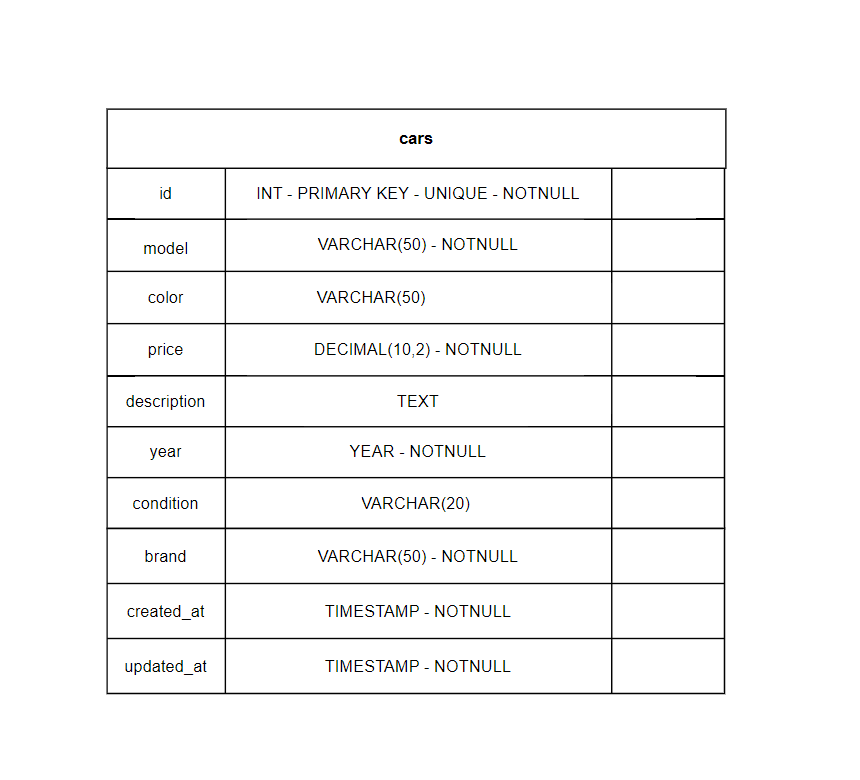 cars
id INT - PRIMARY KEY - UNIQUE - NOTNULL
model VARCHAR(50) - NOTNULL
color VARCHAR(50)
price DECIMAL(10,2) - NOTNULL
description TEXT
year YEAR - NOTNULL
condition VARCHAR(20)
brand VARCHAR(50) - NOTNULL
created_at TIMESTAMP - NOTNULL
updated_at TIMESTAMP - NOTNULL